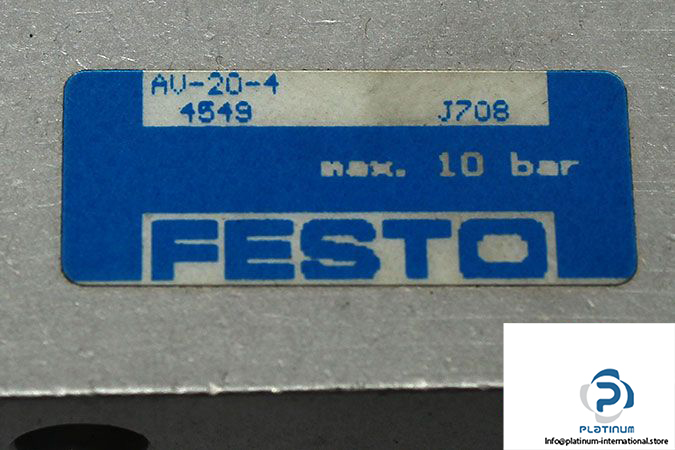 AV-20-4
4549 J708
max. 10 bar
FESTO
PLATINUM
Info@platinum-international.store